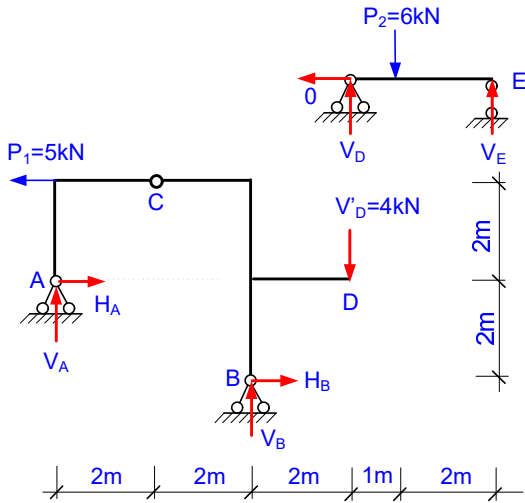 P2=6kN
E
0
VD
VE
P1=5kN
C
V'D=4kN
2m
A
HA
D
2m
VA
B
HB
VB
2m 2m 2m 1m 2m